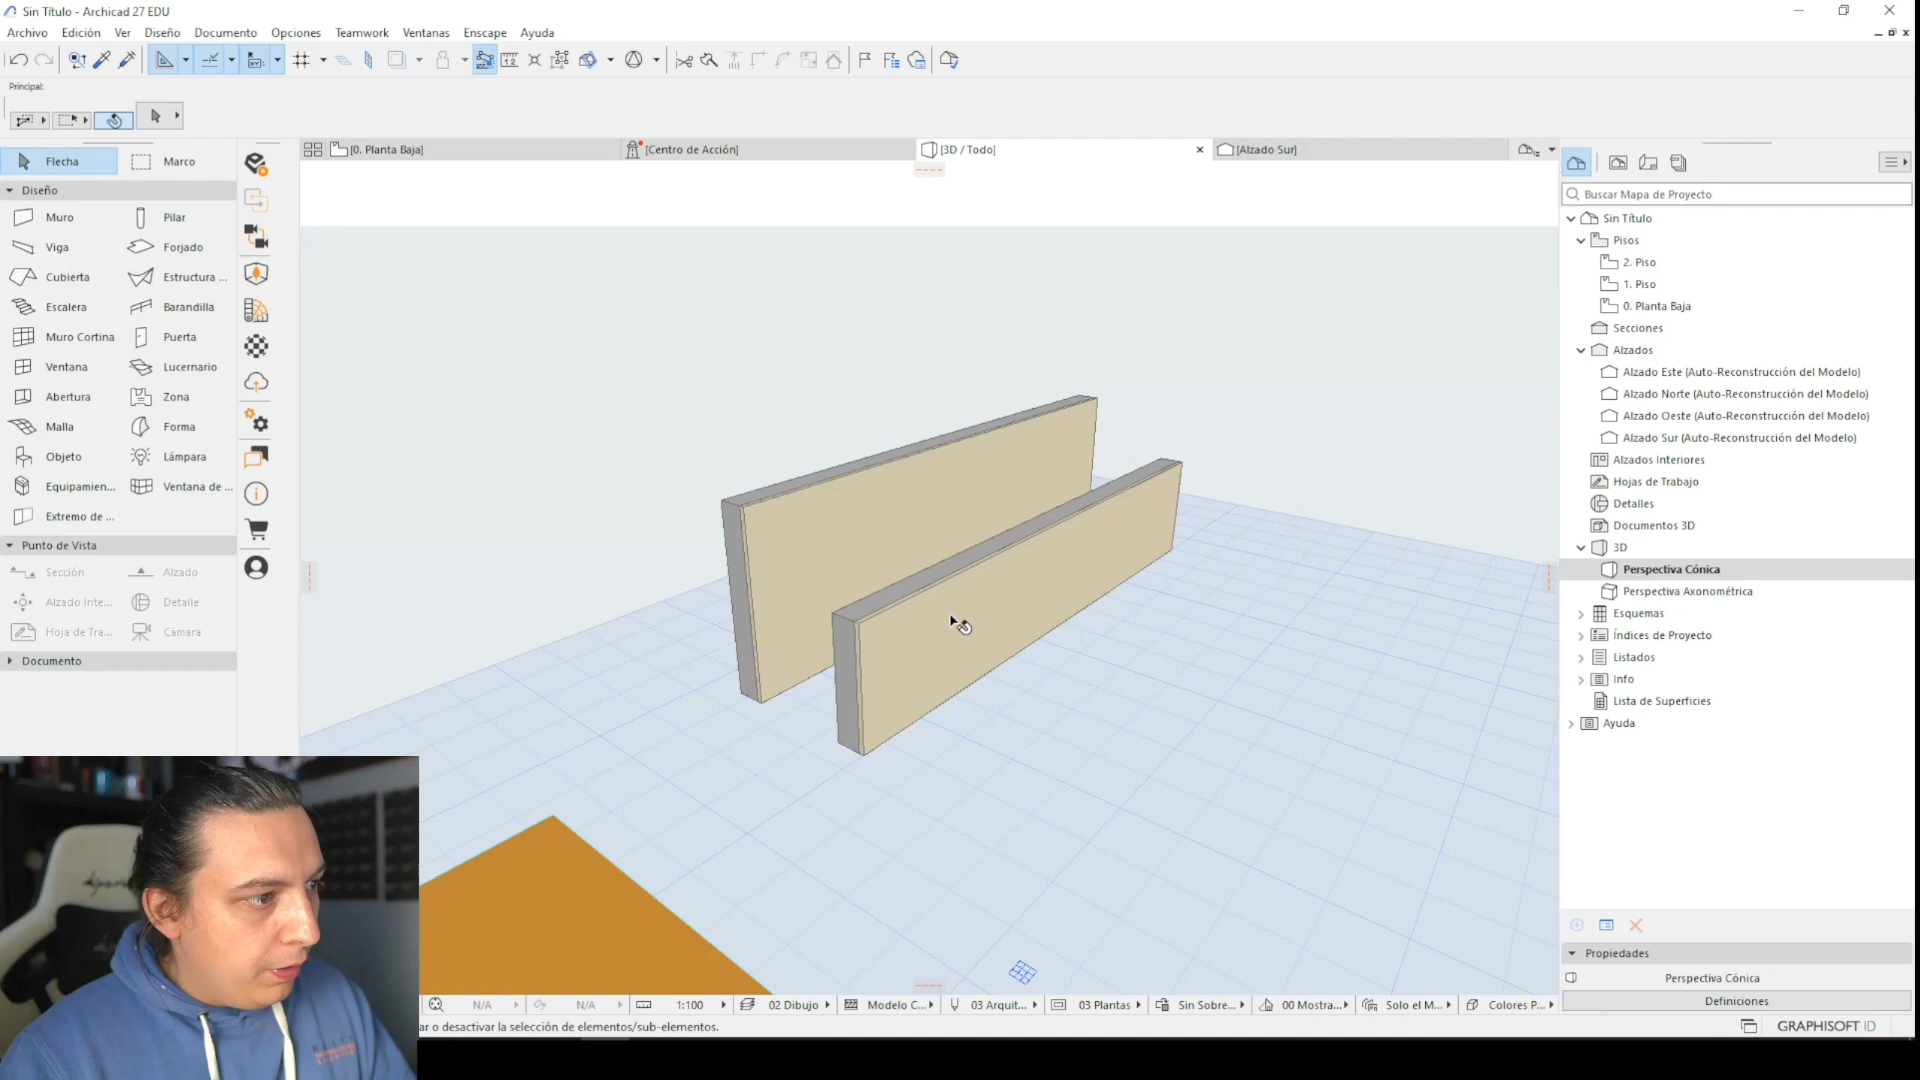 Sin Título - Archicad 27 EDU
Archivo Edición Ver Diseño Documento Opciones Teamwork Ventanas Enscape Ayuda
Principal:
[0. Planta Baja] [Centro de Acción] [3D / Todo] [Alzado Sur]
Flecha Marco
Diseño
Muro Pilar
Viga Forjado
Cubierta Estructura ...
Escalera Barandilla
Muro Cortina Puerta
Ventana Lucernario
Abertura Zona
Malla Forma
Objeto Lámpara
Equipamien... Ventana de ...
Extremo de ...
Punto de Vista
Sección Alzado
Alzado Inte... Detalle
Hoja de Tra... Cámara
Documento
Buscar Mapa de Proyecto
Sin Título
Pisos
2. Piso
1. Piso
0. Planta Baja
Secciones
Alzados
Alzado Este (Auto-Reconstrucción del Modelo)
Alzado Norte (Auto-Reconstrucción del Modelo)
Alzado Oeste (Auto-Reconstrucción del Modelo)
Alzado Sur (Auto-Reconstrucción del Modelo)
Alzados Interiores
Hojas de Trabajo
Detalles
Documentos 3D
3D
Perspectiva Cónica
Perspectiva Axonométrica
Esquemas
Índices de Proyecto
Listados
Info
Lista de Superficies
Ayuda
Propiedades
Perspectiva Cónica
Definiciones
N/A N/A 1:100 02 Dibujo Modelo C... 03 Arquit... 03 Plantas Sin Sobre... 00 Mostra... Solo el M... Colores P...
ar o desactivar la selección de elementos/sub-elementos.
GRAPHISOFT ID